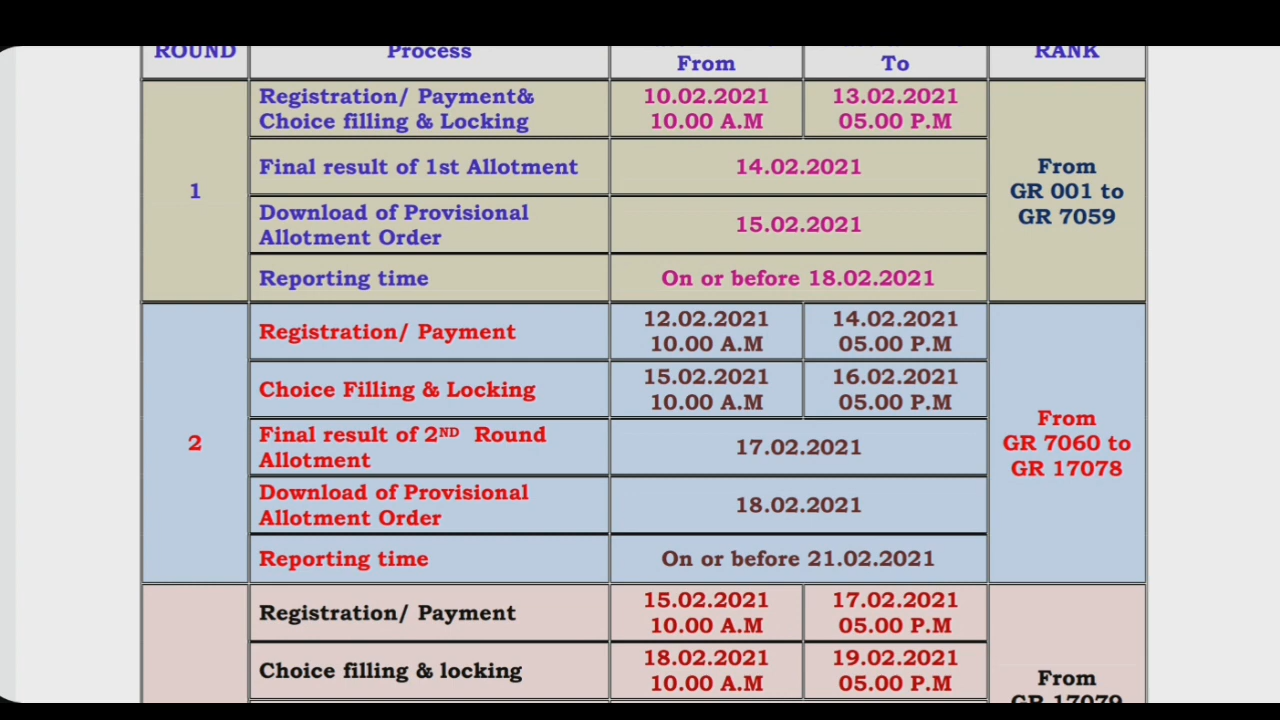 ROUND
Process
From
To
RANK
1
Registration/ Payment&
Choice filling & Locking
10.02.2021
10.00 A.M
13.02.2021
05.00 P.M
Final result of 1st Allotment
14.02.2021
Download of Provisional
Allotment Order
15.02.2021
Reporting time
On or before 18.02.2021
From
GR 001 to
GR 7059
2
Registration/ Payment
12.02.2021
10.00 A.M
14.02.2021
05.00 P.M
Choice Filling & Locking
15.02.2021
10.00 A.M
16.02.2021
05.00 P.M
Final result of 2ND Round
Allotment
17.02.2021
Download of Provisional
Allotment Order
18.02.2021
Reporting time
On or before 21.02.2021
From
GR 7060 to
GR 17078
Registration/ Payment
15.02.2021
10.00 A.M
17.02.2021
05.00 P.M
Choice filling & locking
18.02.2021
10.00 A.M
19.02.2021
05.00 P.M
From
GR 17079